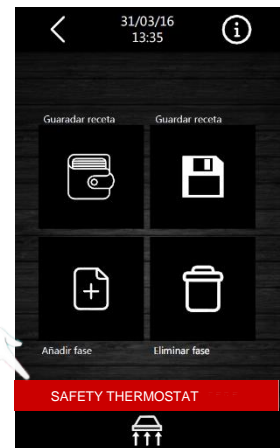 31/03/16
13:35
Guaradar receta
Guardar receta
Añadir fase
Eliminar fase
SAFETY THERMOSTAT